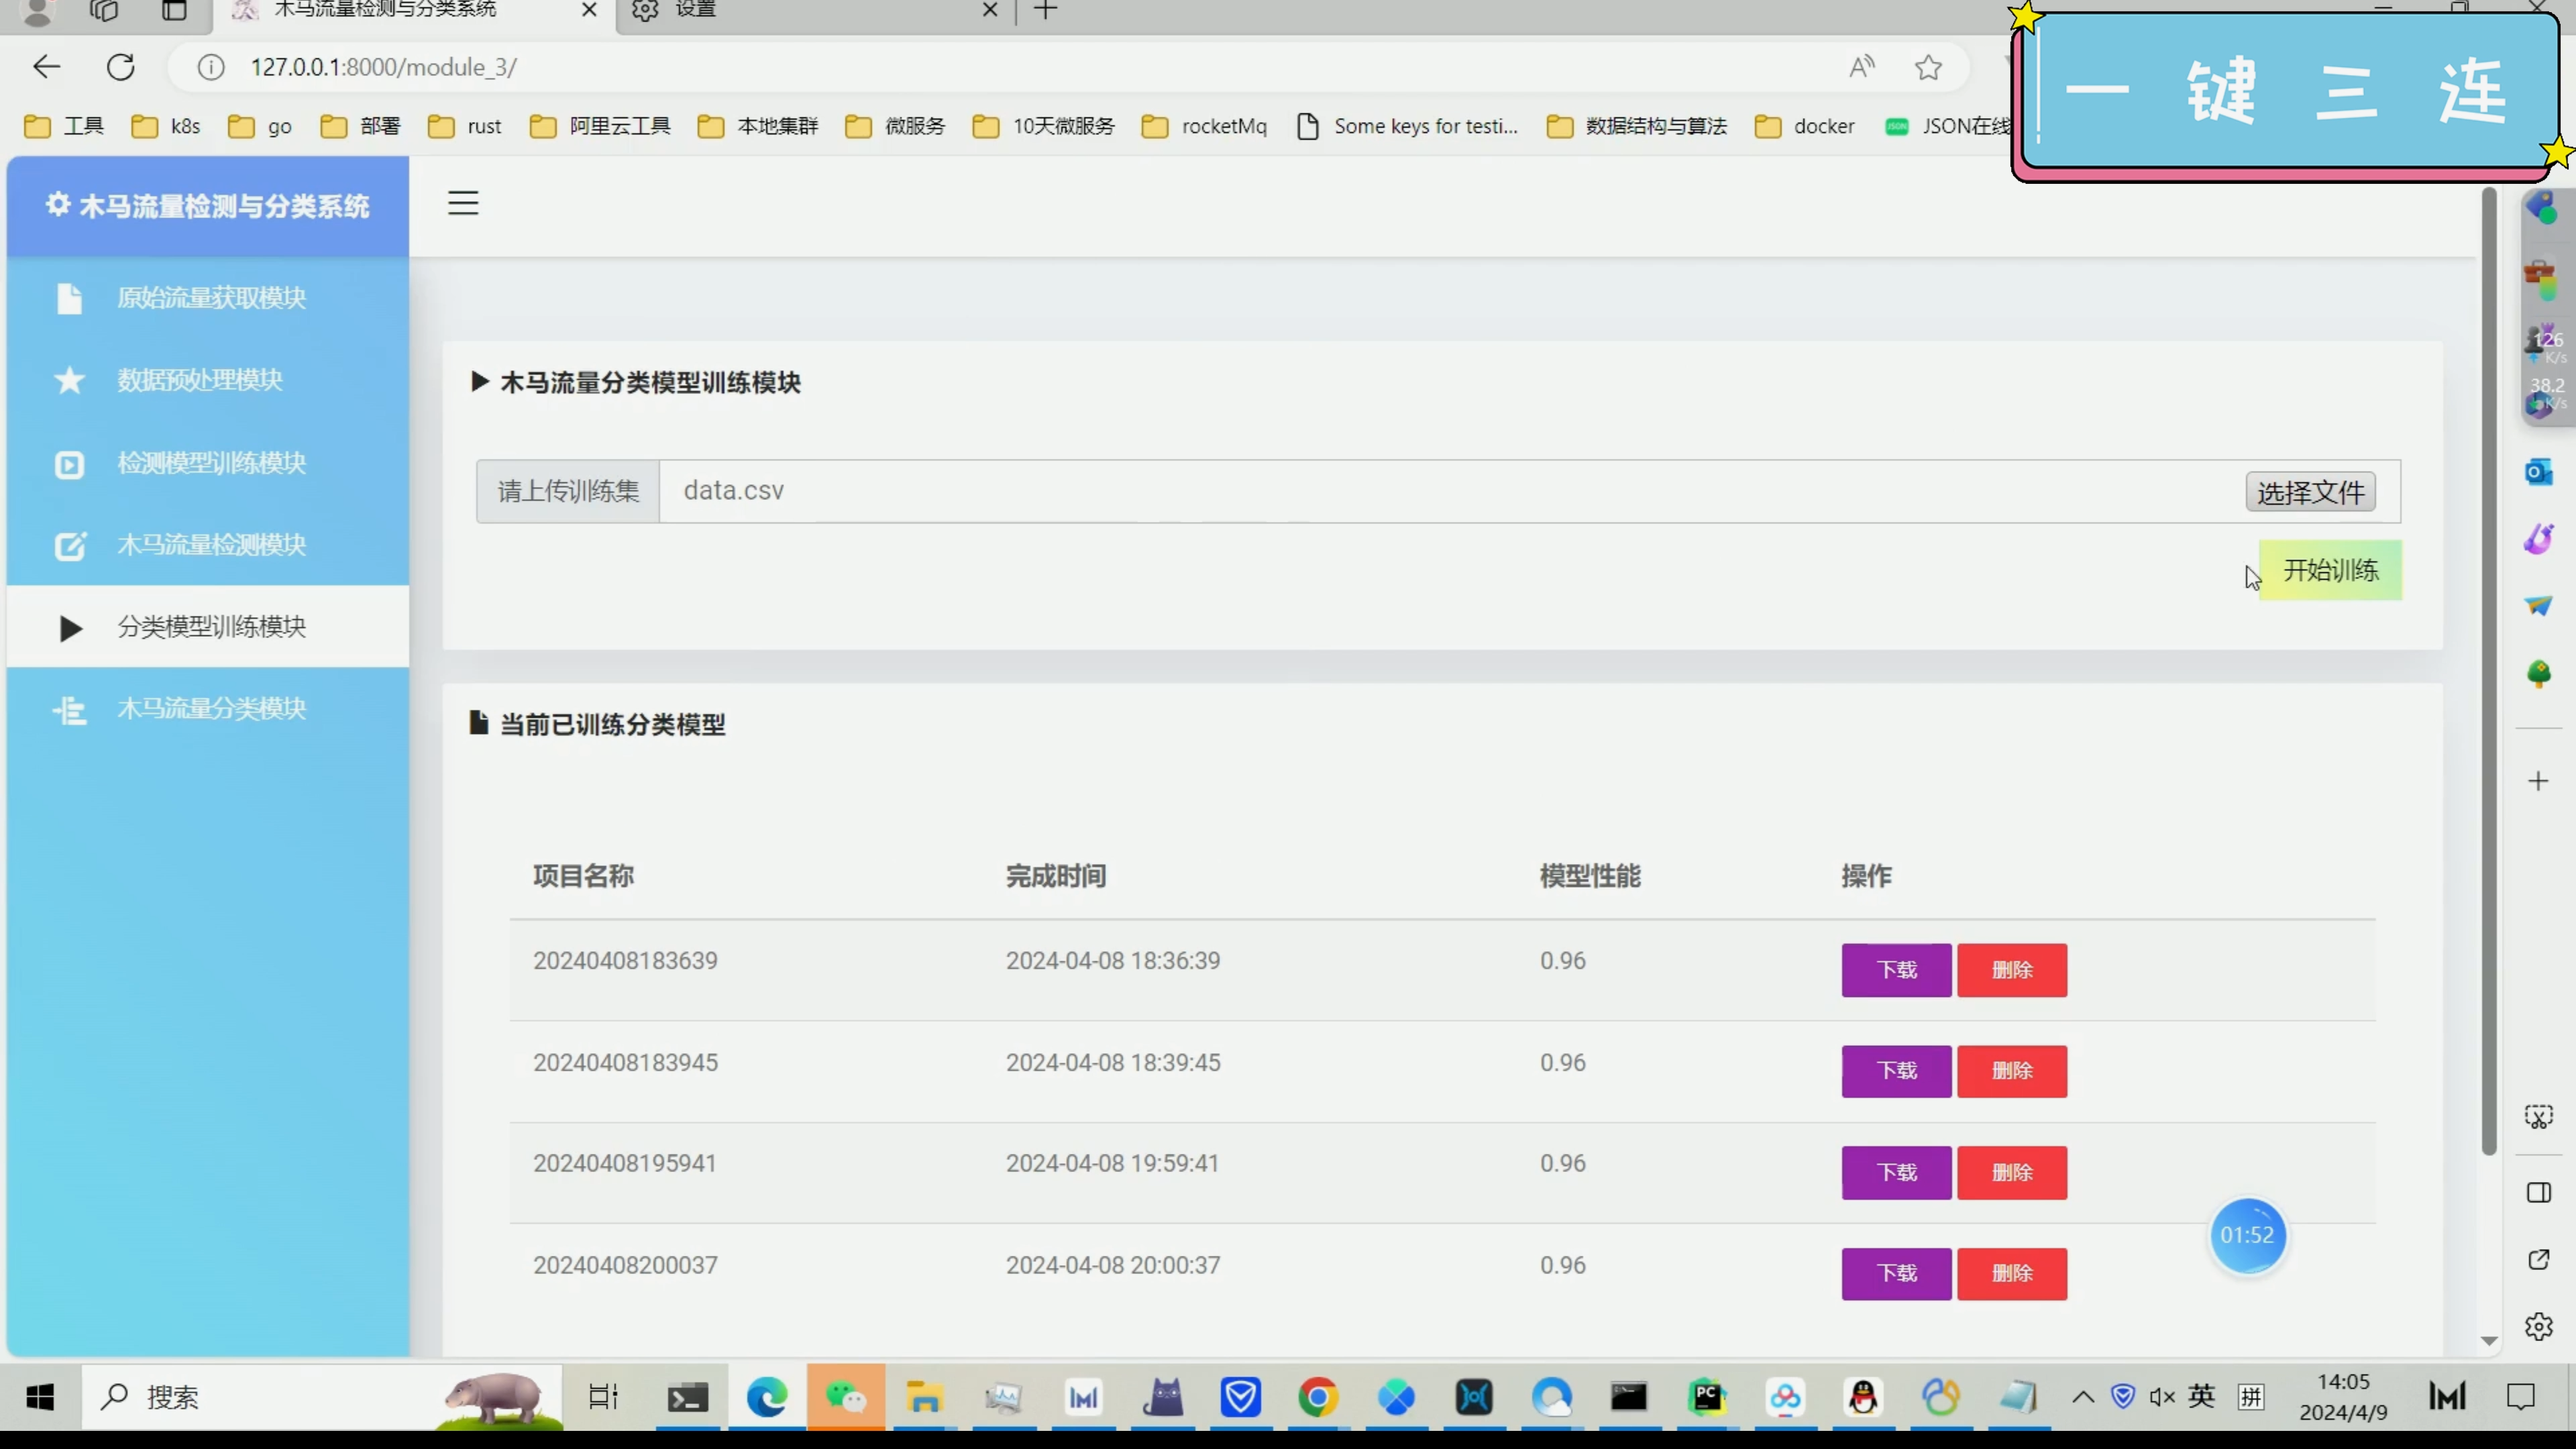 木马流量检测与分类系统
设置
127.0.0.1:8000/module_3/
一键三连
工具 k8s go 部署 rust 阿里云工具 本地集群 微服务 10天微服务 rocketMq Some keys for testi... 数据结构与算法 docker JSON在线
木马流量检测与分类系统
原始流量获取模块
数据预处理模块
检测模型训练模块
木马流量检测模块
分类模型训练模块
木马流量分类模块
木马流量分类模型训练模块
请上传训练集 data.csv 选择文件
开始训练
当前已训练分类模型
项目名称 完成时间 模型性能 操作
20240408183639 2024-04-08 18:36:39 0.96 下载 删除
20240408183945 2024-04-08 18:39:45 0.96 下载 删除
20240408195941 2024-04-08 19:59:41 0.96 下载 删除
20240408200037 2024-04-08 20:00:37 0.96 下载 删除
01:52
126
K/s
38.2
K/s
搜索
英
拼
14:05
2024/4/9